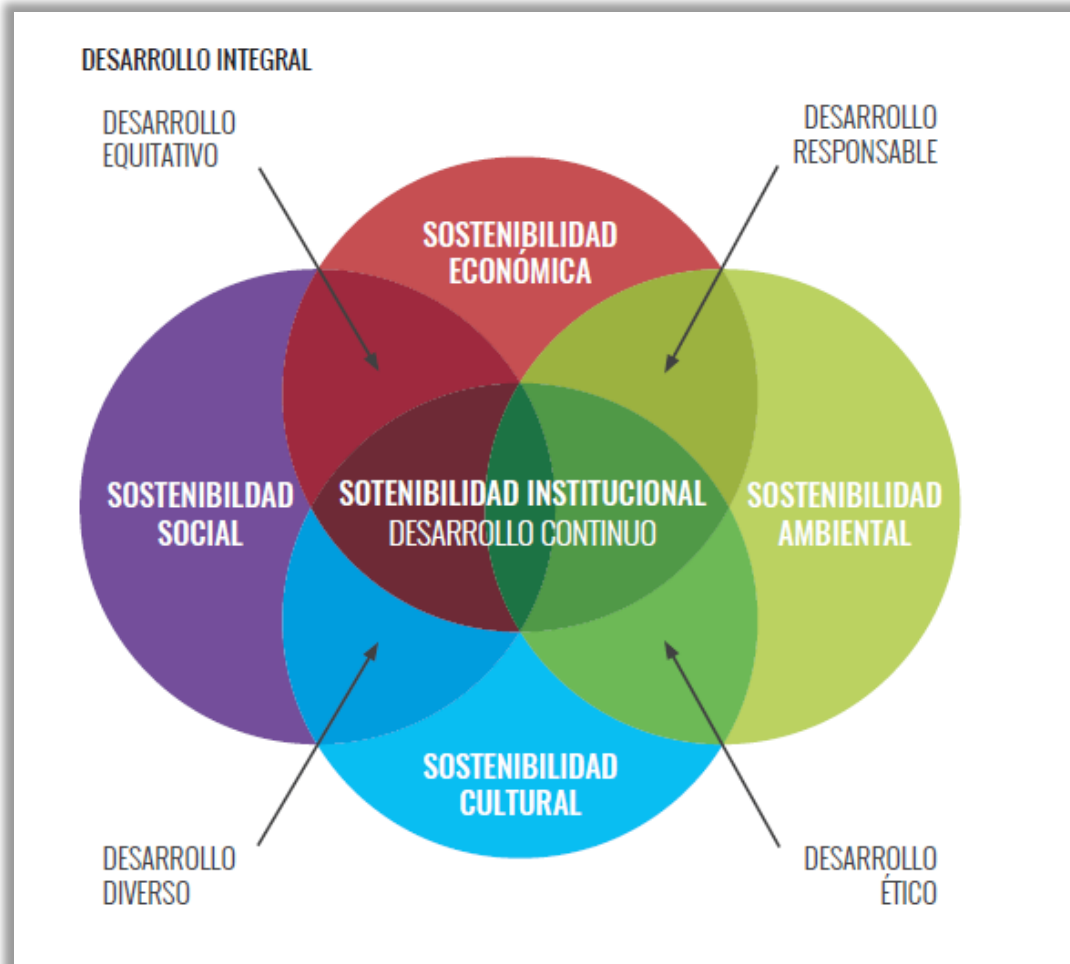 DESARROLLO INTEGRAL
DESARROLLO
EQUITATIVO
DESARROLLO
RESPONSABLE
SOSTENIBILIDAD
ECONÓMICA
SOSTENIBILDAD
SOCIAL
SOTENIBILIDAD INSTITUCIONAL
DESARROLLO CONTINUO
SOSTENIBILIDAD
AMBIENTAL
SOSTENIBILIDAD
CULTURAL
DESARROLLO
DIVERSO
DESARROLLO
ÉTICO